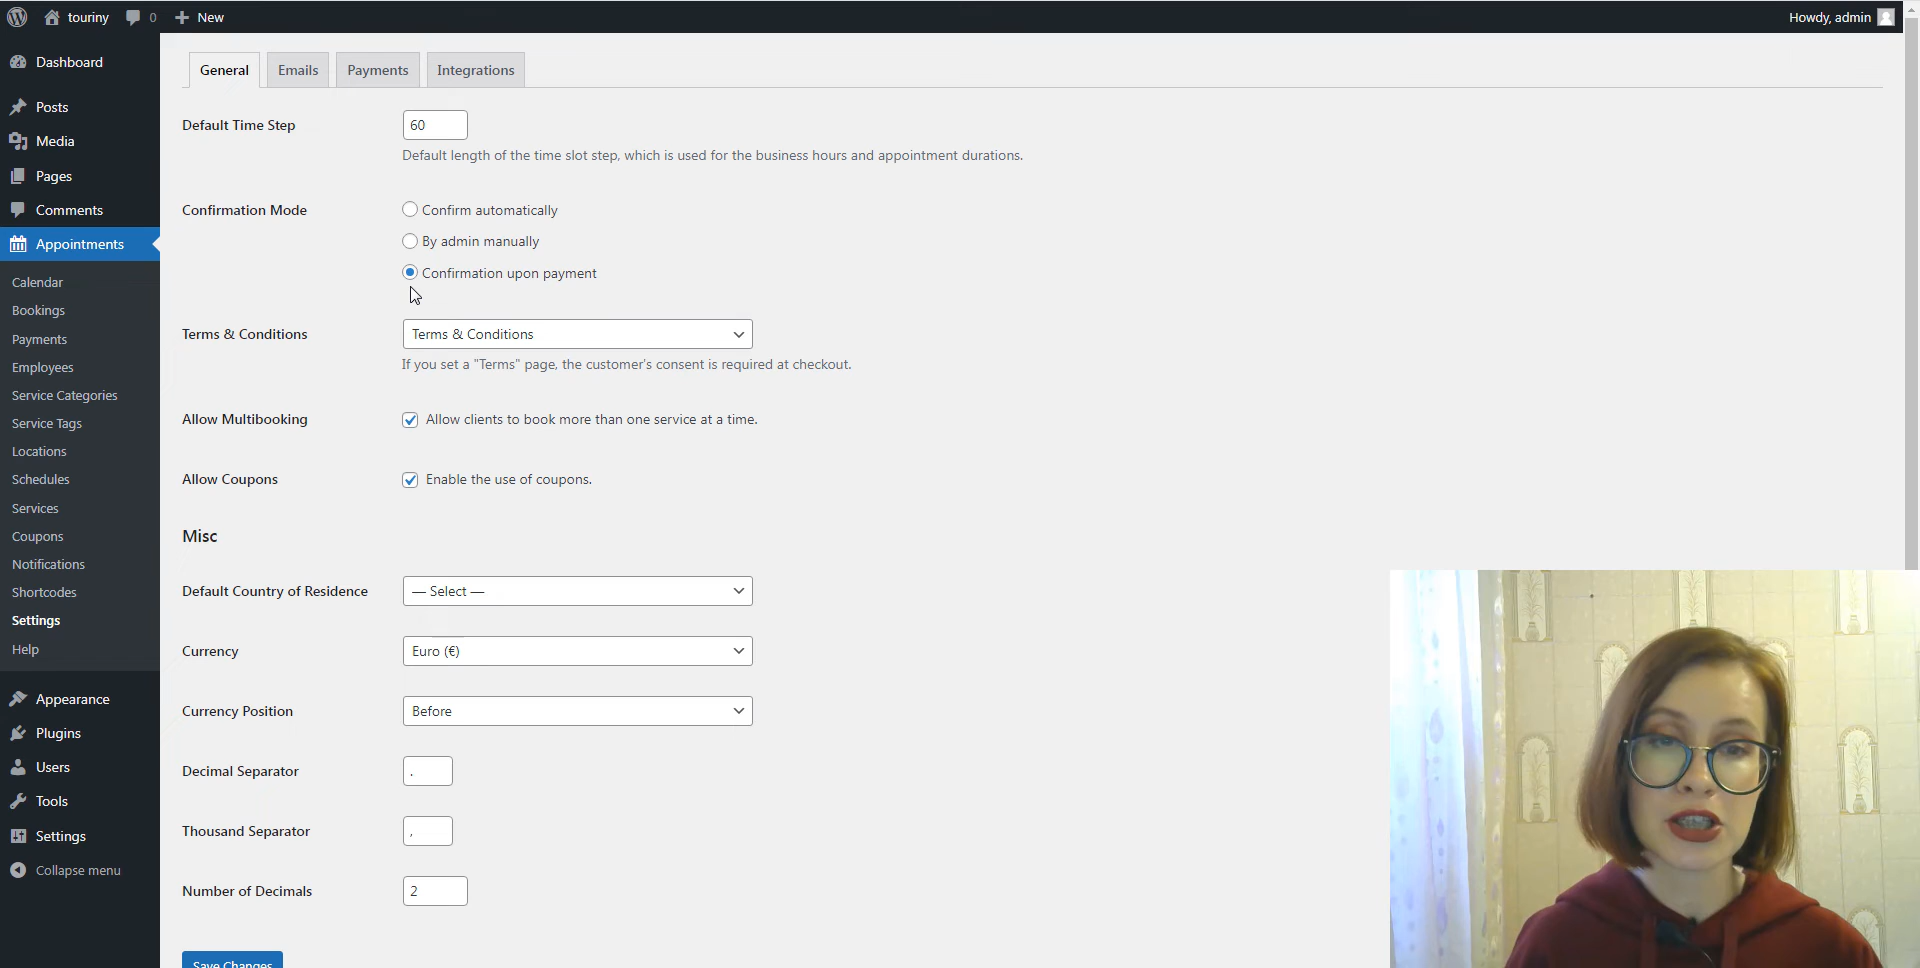 touriny 0 New Howdy, admin
Dashboard
Posts
Media
Pages
Comments
Appointments
Calendar
Bookings
Payments
Employees
Service Categories
Service Tags
Locations
Schedules
Services
Coupons
Notifications
Shortcodes
Settings
Help
Appearance
Plugins
Users
Tools
Settings
Collapse menu
General Emails Payments Integrations
Default Time Step 60
Default length of the time slot step, which is used for the business hours and appointment durations.
Confirmation Mode Confirm automatically
By admin manually
Confirmation upon payment
Terms & Conditions Terms & Conditions
If you set a "Terms" page, the customer's consent is required at checkout.
Allow Multibooking Allow clients to book more than one service at a time.
Allow Coupons Enable the use of coupons.
Misc
Default Country of Residence — Select —
Currency Euro (€)
Currency Position Before
Decimal Separator .
Thousand Separator ,
Number of Decimals 2
Save Changes